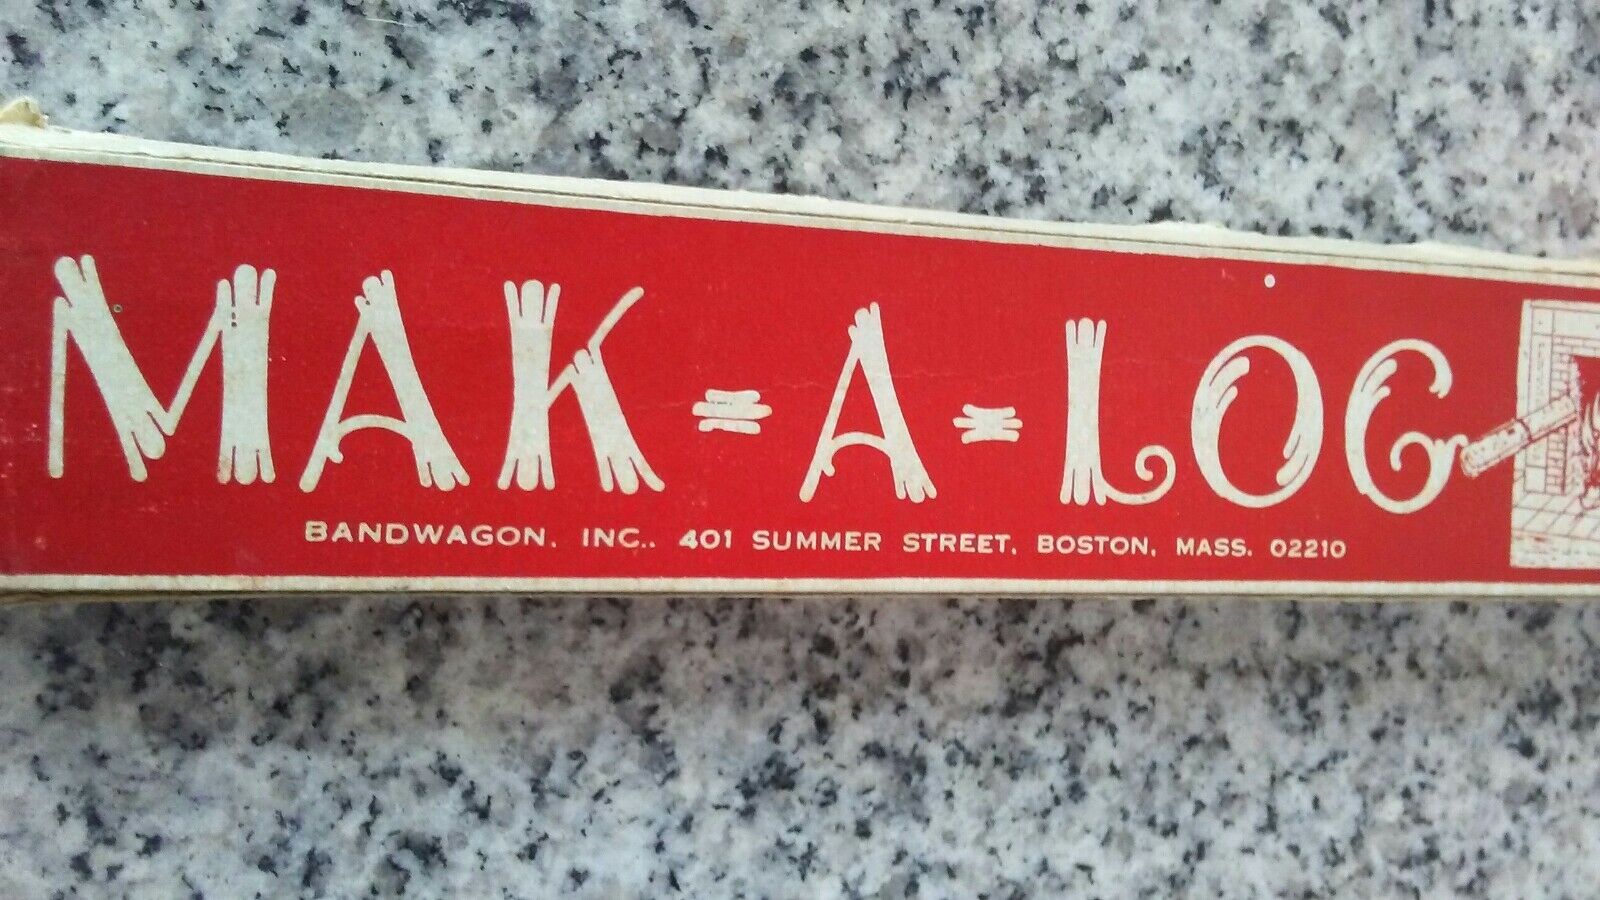 MAK-A-LOG
BANDWAGON, INC., 401 SUMMER STREET, BOSTON, MASS. 02210